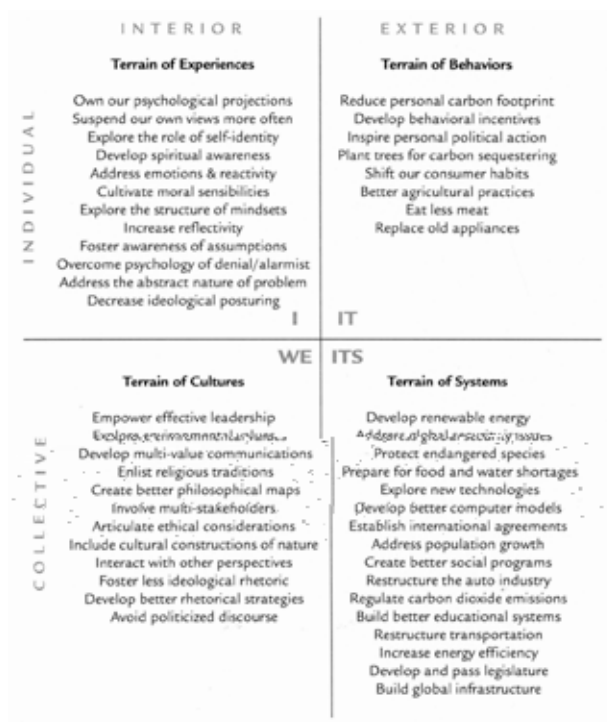 INTERIOR
EXTERIOR
INDIVIDUAL
Terrain of Experiences
Own our psychological projections
Suspend our own views more often
Explore the role of self-identity
Develop spiritual awareness
Address emotions & reactivity
Cultivate moral sensibilities
Explore the structure of mindsets
Increase reflectivity
Foster awareness of assumptions
Overcome psychology of denial/alarmist
Address the abstract nature of problem
Decrease ideological posturing
I
Terrain of Behaviors
Reduce personal carbon footprint
Develop behavioral incentives
Inspire personal political action
Plant trees for carbon sequestering
Shift our consumer habits
Better agricultural practices
Eat less meat
Replace old appliances
IT
COLLECTIVE
WE
Terrain of Cultures
Empower effective leadership
Explore environmental
Develop multi-value communications
Enlist religious traditions
Create better philosophical maps
Involve multi-stakeholders
Articulate ethical considerations
Include cultural constructions of nature
Interact with other perspectives
Foster less ideological rhetoric
Develop better rhetorical strategies
Avoid politicized discourse
ITS
Terrain of Systems
Develop renewable energy
Address global security issues
Protect endangered species
Prepare for food and water shortages
Explore new technologies
Develop better computer models
Establish international agreements
Address population growth
Create better social programs
Restructure the auto industry
Regulate carbon dioxide emissions
Build better educational systems
Restructure transportation
Increase energy efficiency
Develop and pass legislature
Build global infrastructure